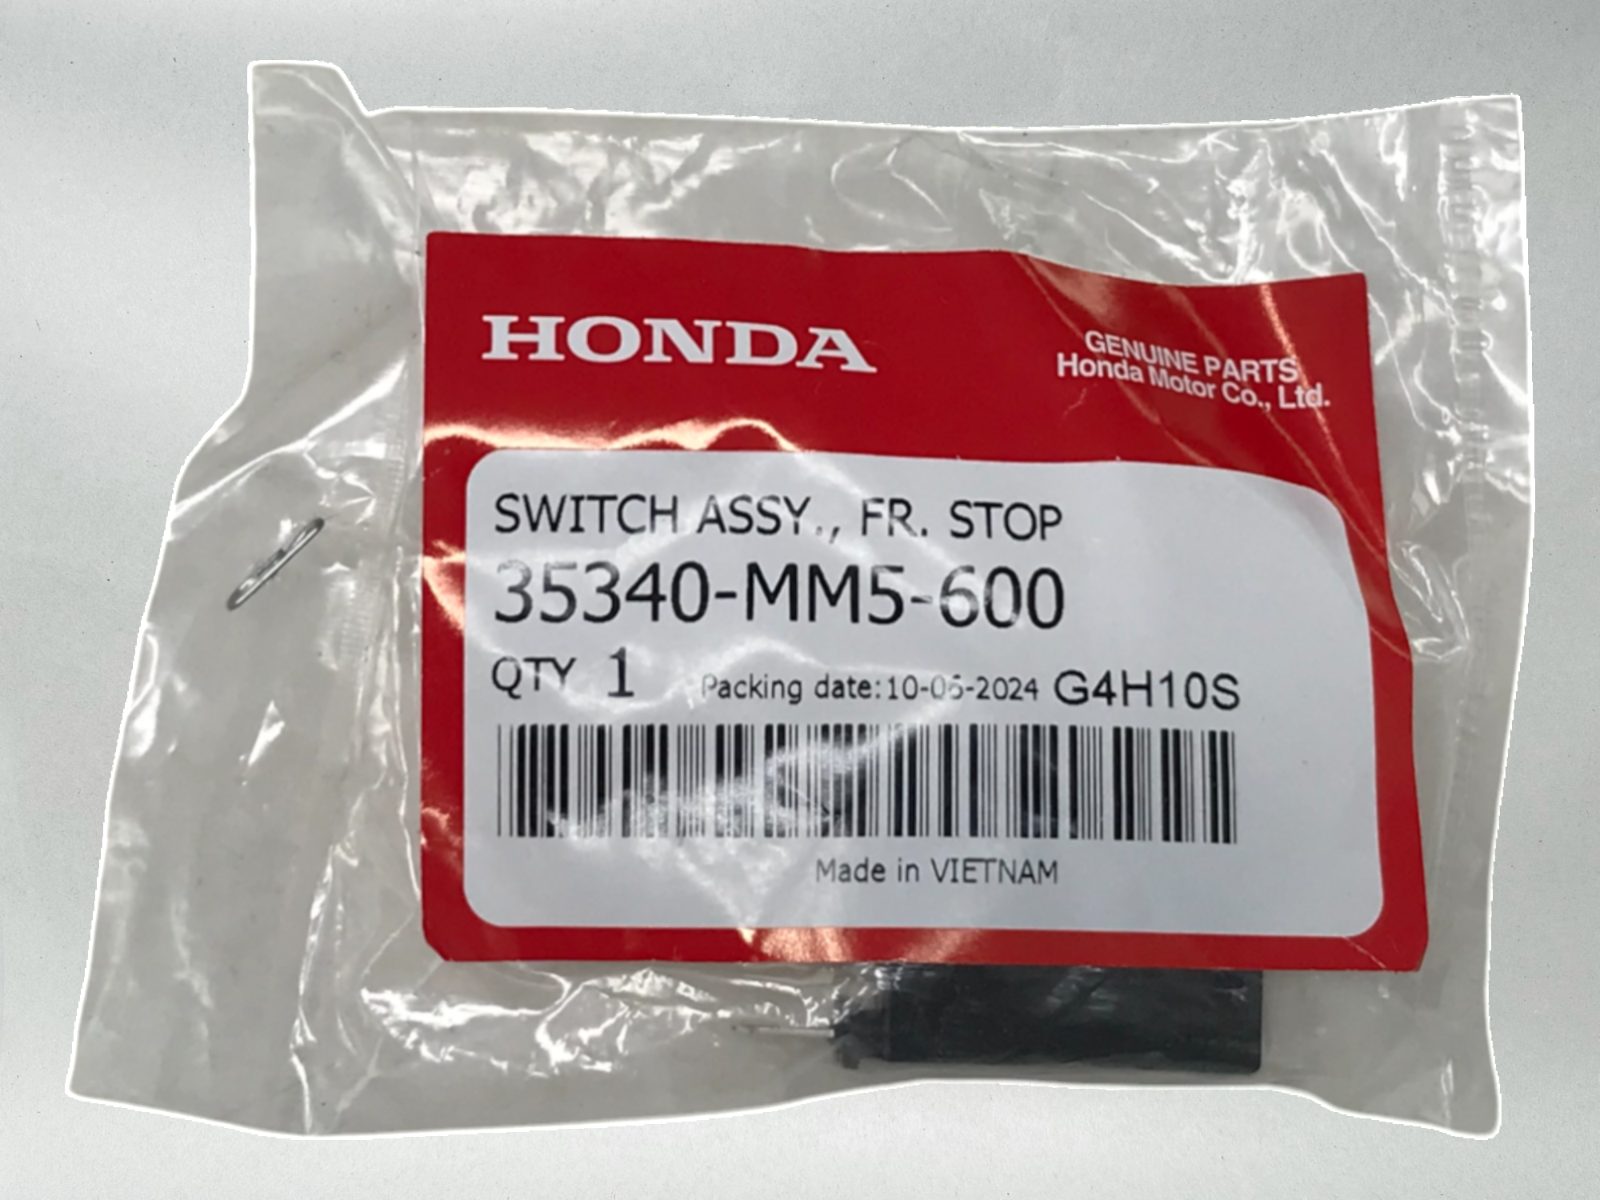 HONDA
GENUINE PARTS
Honda Motor Co., Ltd.
SWITCH ASSY., FR. STOP
35340-MM5-600
QTY 1 Packing date:10-05-2024 G4H10S
Made in VIETNAM